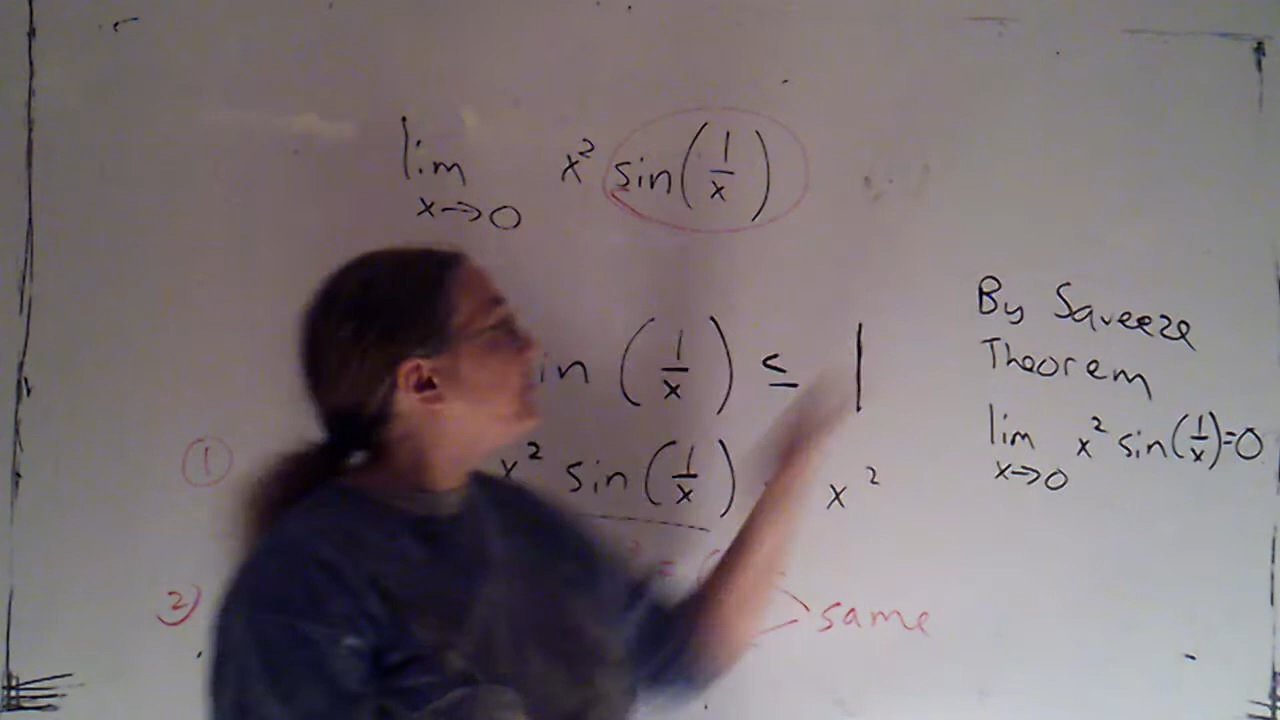 lim x→0 x² sin(1/x)
in (1/x) ≤ 1
① x² sin(1/x) x²
② same
By Squeeze
Theorem
lim x→0 x² sin(1/x)=0